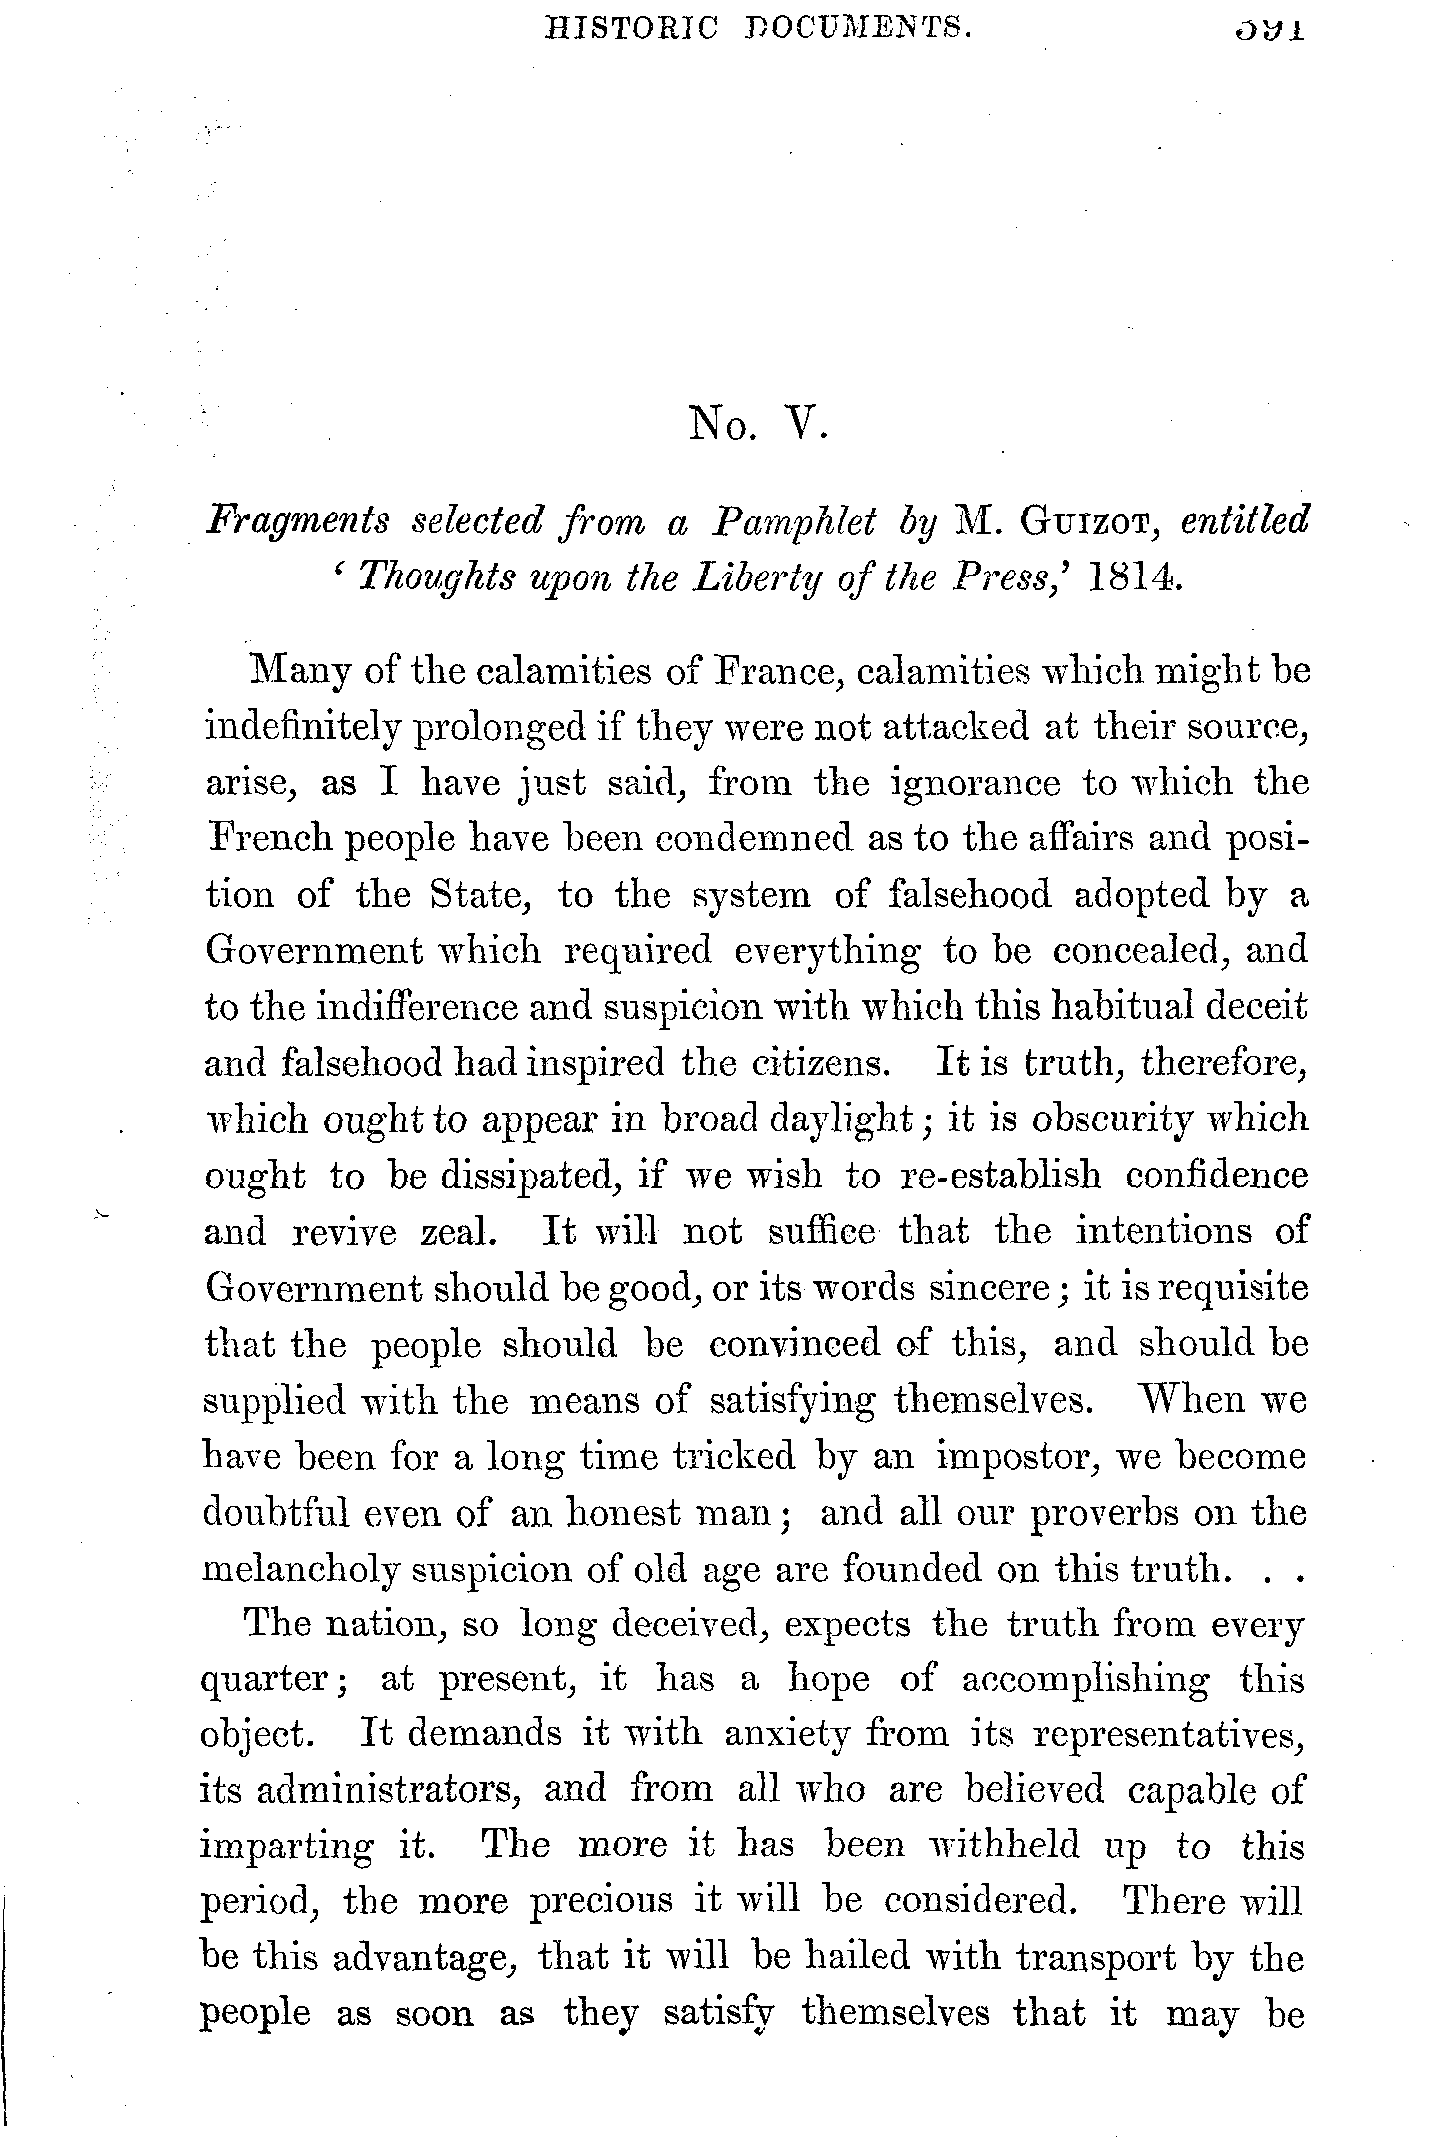 HISTORIC DOCUMENTS. 391
No. V.
Fragments selected from a Pamphlet by M. GUIZOT, entitled
‘Thoughts upon the Liberty of the Press,’ 1814.
Many of the calamities of France, calamities which might be
indefinitely prolonged if they were not attacked at their source,
arise, as I have just said, from the ignorance to which the
French people have been condemned as to the affairs and posi-
tion of the State, to the system of falsehood adopted by a
Government which required everything to be concealed, and
to the indifference and suspicion with which this habitual deceit
and falsehood had inspired the citizens. It is truth, therefore,
which ought to appear in broad daylight; it is obscurity which
ought to be dissipated, if we wish to re-establish confidence
and revive zeal. It will not suffice that the intentions of
Government should be good, or its words sincere; it is requisite
that the people should be convinced of this, and should be
supplied with the means of satisfying themselves. When we
have been for a long time tricked by an impostor, we become
doubtful even of an honest man; and all our proverbs on the
melancholy suspicion of old age are founded on this truth. . .
The nation, so long deceived, expects the truth from every
quarter; at present, it has a hope of accomplishing this
object. It demands it with anxiety from its representatives,
its administrators, and from all who are believed capable of
imparting it. The more it has been withheld up to this
period, the more precious it will be considered. There will
be this advantage, that it will be hailed with transport by the
people as soon as they satisfy themselves that it may be